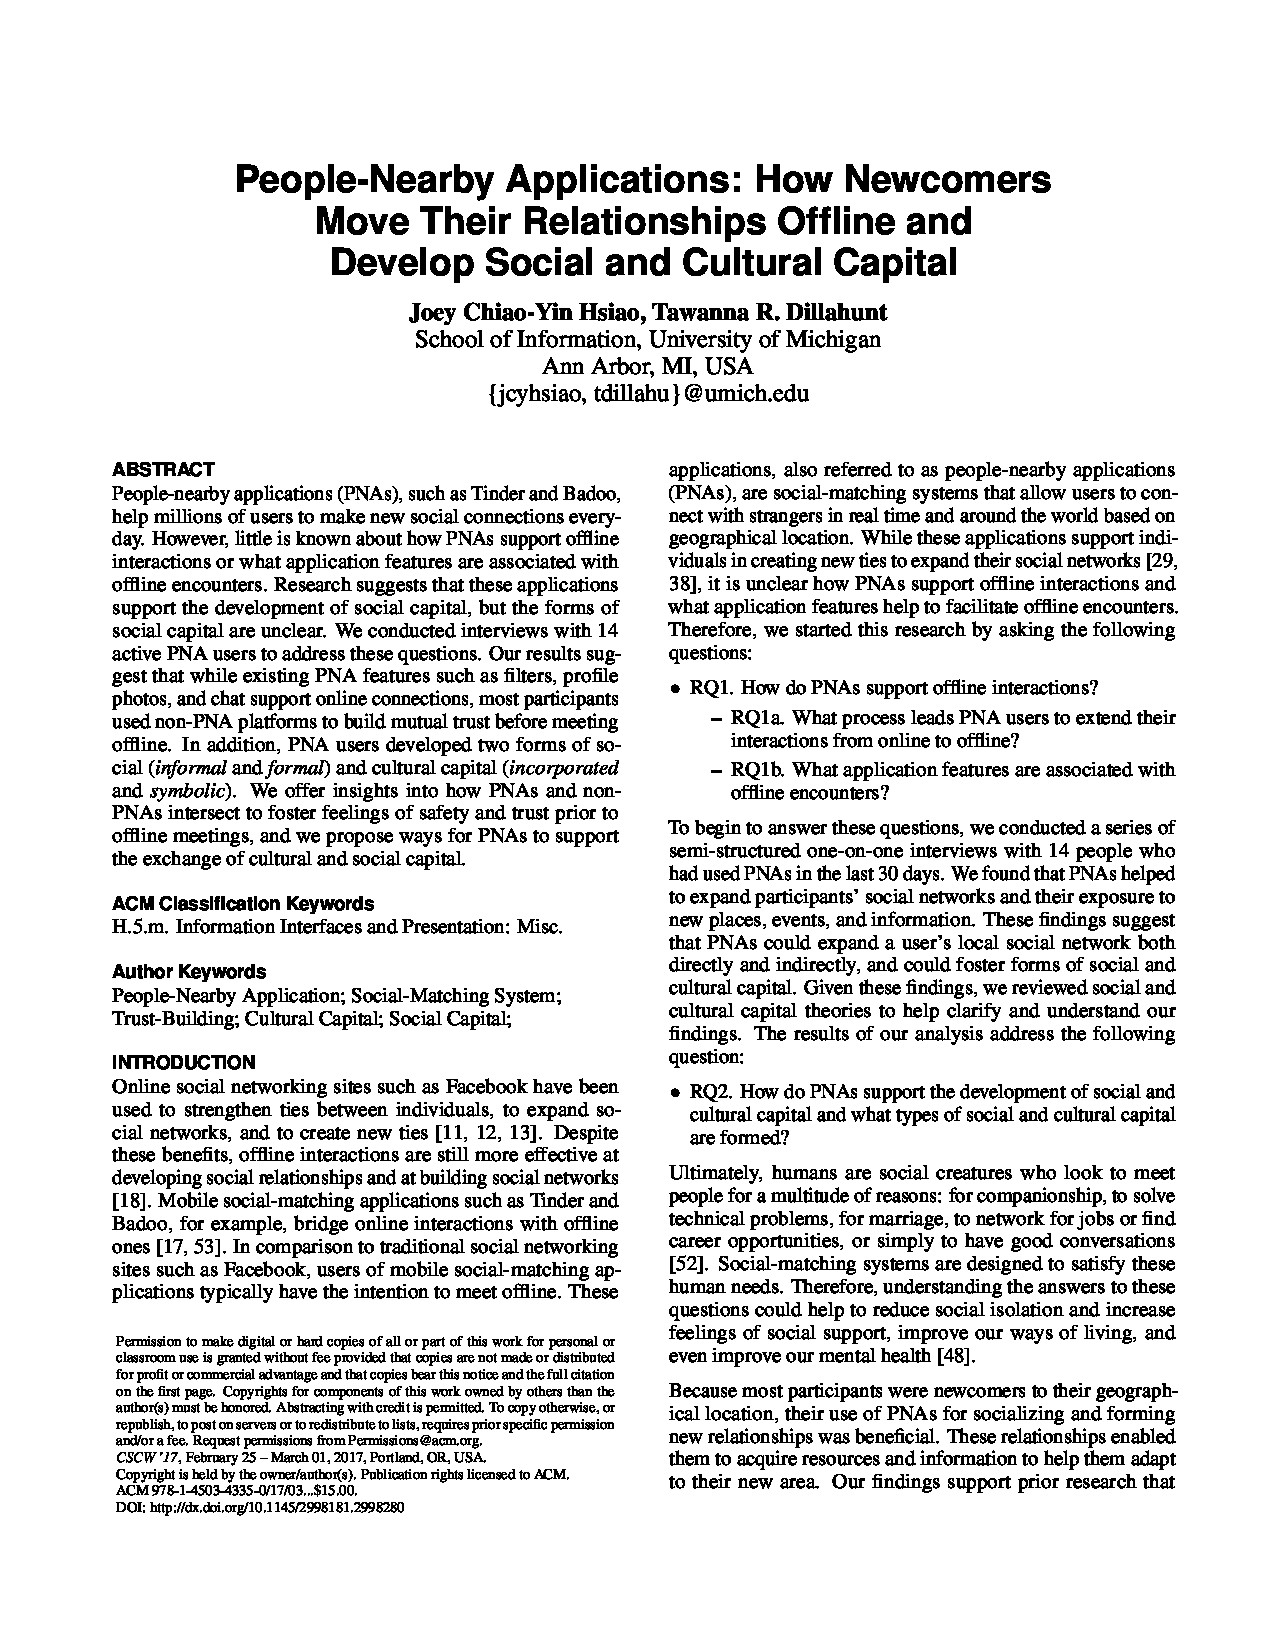 People-Nearby Applications: How Newcomers
Move Their Relationships Offline and
Develop Social and Cultural Capital
Joey Chiao-Yin Hsiao, Tawanna R. Dillahunt
School of Information, University of Michigan
Ann Arbor, MI, USA
{jcyhsiao, tdillahu}@umich.edu
ABSTRACT
People-nearby applications (PNAs), such as Tinder and Badoo,
help millions of users to make new social connections every-
day. However, little is known about how PNAs support offline
interactions or what application features are associated with
offline encounters. Research suggests that these applications
support the development of social capital, but the forms of
social capital are unclear. We conducted interviews with 14
active PNA users to address these questions. Our results sug-
gest that while existing PNA features such as filters, profile
photos, and chat support online connections, most participants
used non-PNA platforms to build mutual trust before meeting
offline. In addition, PNA users developed two forms of so-
cial (informal and formal) and cultural capital (incorporated
and symbolic). We offer insights into how PNAs and non-
PNAs intersect to foster feelings of safety and trust prior to
offline meetings, and we propose ways for PNAs to support
the exchange of cultural and social capital.
ACM Classification Keywords
H.5.m. Information Interfaces and Presentation: Misc.
Author Keywords
People-Nearby Application; Social-Matching System;
Trust-Building; Cultural Capital; Social Capital;
INTRODUCTION
Online social networking sites such as Facebook have been
used to strengthen ties between individuals, to expand so-
cial networks, and to create new ties [11, 12, 13]. Despite
these benefits, offline interactions are still more effective at
developing social relationships and at building social networks
[18]. Mobile social-matching applications such as Tinder and
Badoo, for example, bridge online interactions with offline
ones [17, 53]. In comparison to traditional social networking
sites such as Facebook, users of mobile social-matching ap-
plications typically have the intention to meet offline. These
Permission to make digital or hard copies of all or part of this work for personal or
classroom use is granted without fee provided that copies are not made or distributed
for profit or commercial advantage and that copies bear this notice and the full citation
on the first page. Copyrights for components of this work owned by others than the
author(s) must be honored. Abstracting with credit is permitted. To copy otherwise, or
republish, to post on servers or to redistribute to lists, requires prior specific permission
and/or a fee. Request permissions from Permissions@acm.org.
CSCW '17, February 25 – March 01, 2017, Portland, OR, USA.
Copyright is held by the owner/author(s). Publication rights licensed to ACM.
ACM 978-1-4503-4335-0/17/03...$15.00.
DOI: http://dx.doi.org/10.1145/2998181.2998280
applications, also referred to as people-nearby applications
(PNAs), are social-matching systems that allow users to con-
nect with strangers in real time and around the world based on
geographical location. While these applications support indi-
viduals in creating new ties to expand their social networks [29,
38], it is unclear how PNAs support offline interactions and
what application features help to facilitate offline encounters.
Therefore, we started this research by asking the following
questions:
• RQ1. How do PNAs support offline interactions?
– RQ1a. What process leads PNA users to extend their
interactions from online to offline?
– RQ1b. What application features are associated with
offline encounters?
To begin to answer these questions, we conducted a series of
semi-structured one-on-one interviews with 14 people who
had used PNAs in the last 30 days. We found that PNAs helped
to expand participants' social networks and their exposure to
new places, events, and information. These findings suggest
that PNAs could expand a user's local social network both
directly and indirectly, and could foster forms of social and
cultural capital. Given these findings, we reviewed social and
cultural capital theories to help clarify and understand our
findings. The results of our analysis address the following
question:
• RQ2. How do PNAs support the development of social and
cultural capital and what types of social and cultural capital
are formed?
Ultimately, humans are social creatures who look to meet
people for a multitude of reasons: for companionship, to solve
technical problems, for marriage, to network for jobs or find
career opportunities, or simply to have good conversations
[52]. Social-matching systems are designed to satisfy these
human needs. Therefore, understanding the answers to these
questions could help to reduce social isolation and increase
feelings of social support, improve our ways of living, and
even improve our mental health [48].
Because most participants were newcomers to their geograph-
ical location, their use of PNAs for socializing and forming
new relationships was beneficial. These relationships enabled
them to acquire resources and information to help them adapt
to their new area. Our findings support prior research that